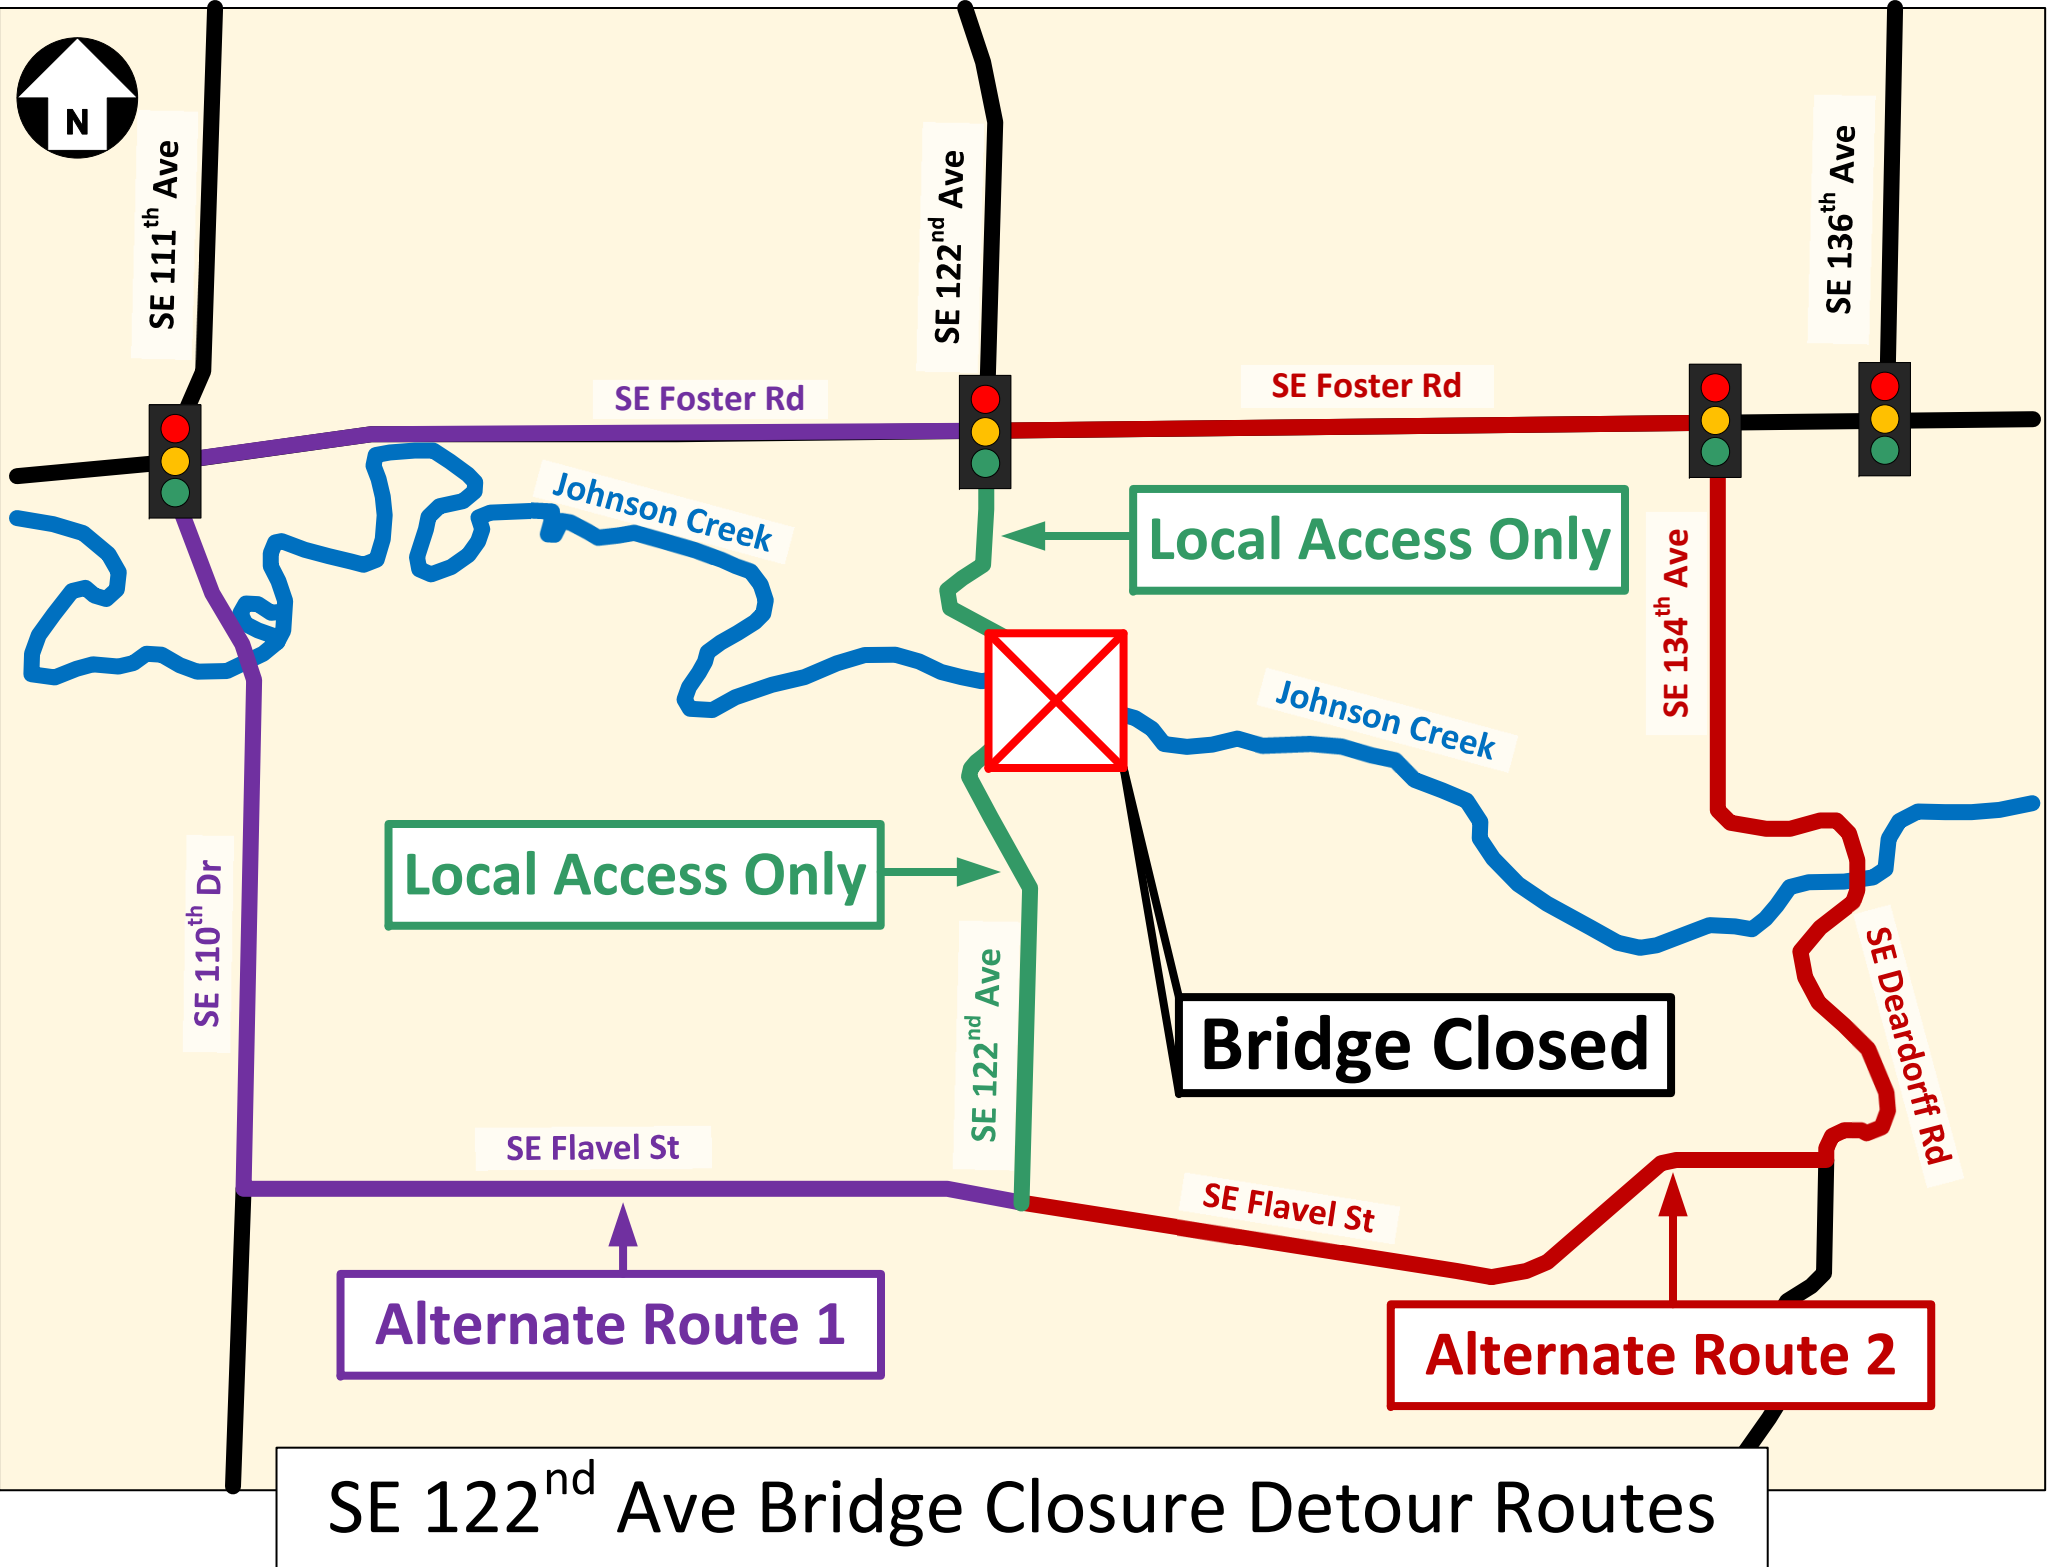 N
SE 111th Ave
SE 122nd Ave
SE 136th Ave
SE Foster Rd
SE Foster Rd
Johnson Creek
Local Access Only
SE 134th Ave
Johnson Creek
Local Access Only
SE 110th Dr
SE 122nd Ave
SE Deardorff Rd
Bridge Closed
SE Flavel St
SE Flavel St
Alternate Route 1
Alternate Route 2
SE 122nd Ave Bridge Closure Detour Routes